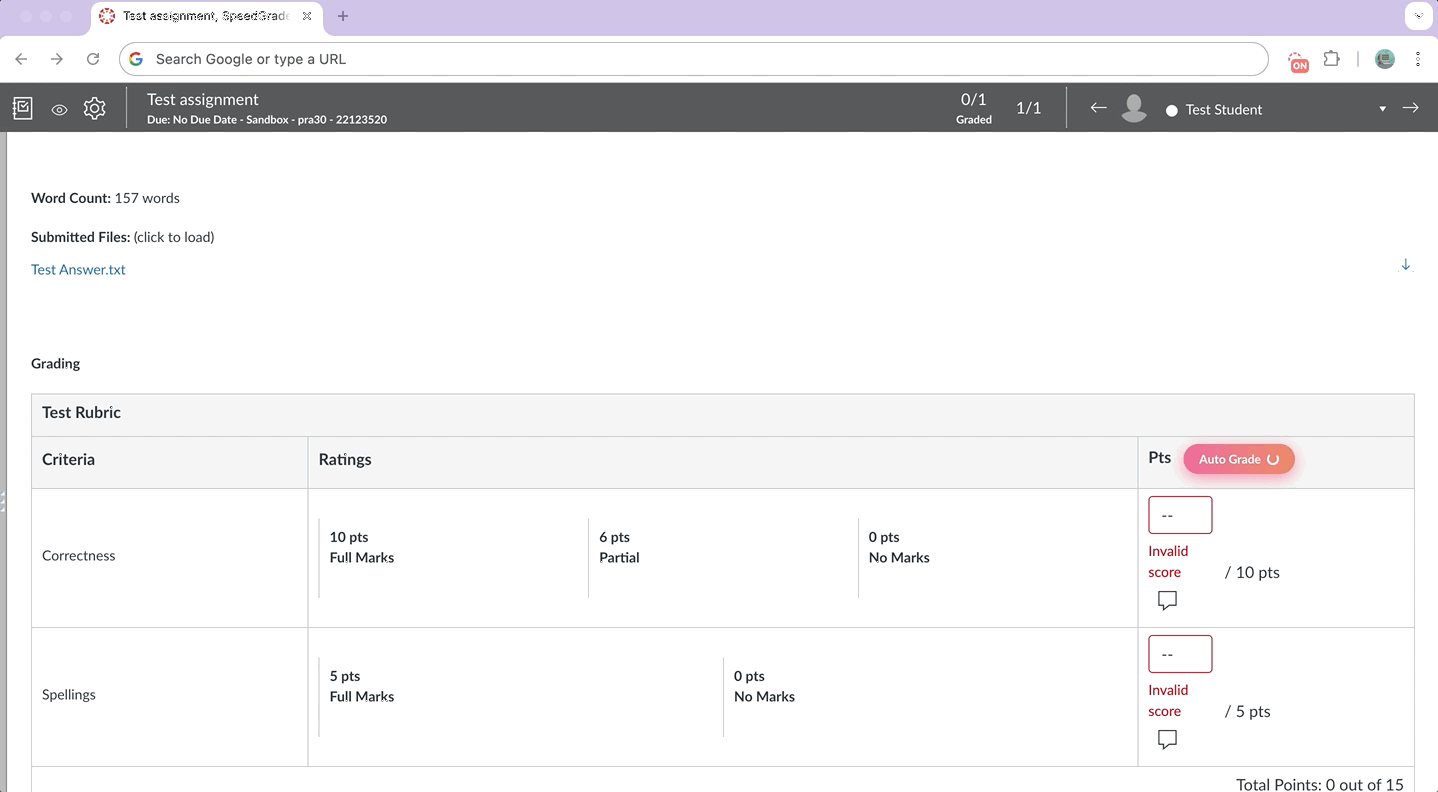 Test assignment, SpeedGrade
Search Google or type a URL
ON
Test assignment
Due: No Due Date - Sandbox - pra30 - 22123520
0/1
Graded
1/1
Test Student
Word Count: 157 words
Submitted Files: (click to load)
Test Answer.txt
Grading
Test Rubric
Criteria
Ratings
Pts
Auto Grade
Correctness
10 pts
Full Marks
6 pts
Partial
0 pts
No Marks
--
Invalid
score
/ 10 pts
Spellings
5 pts
Full Marks
0 pts
No Marks
--
Invalid
score
/ 5 pts
Total Points: 0 out of 15